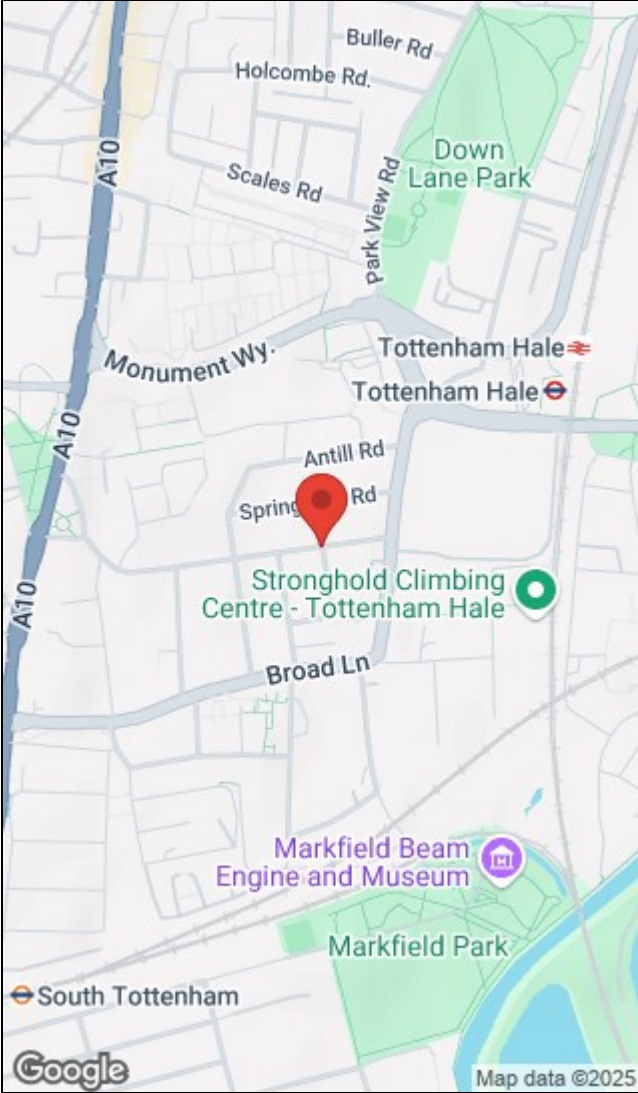 Buller Rd
Holcombe Rd.
A10
Down
Lane Park
Scales Rd
Park View Rd
Tottenham Hale
Monument Wy.
Tottenham Hale
A10
Antill Rd
Rd
Stronghold Climbing
Centre - Tottenham Hale
A10
Broad Ln
Markfield Beam
Engine and Museum
Markfield Park
South Tottenham
Google
Map data ©2025